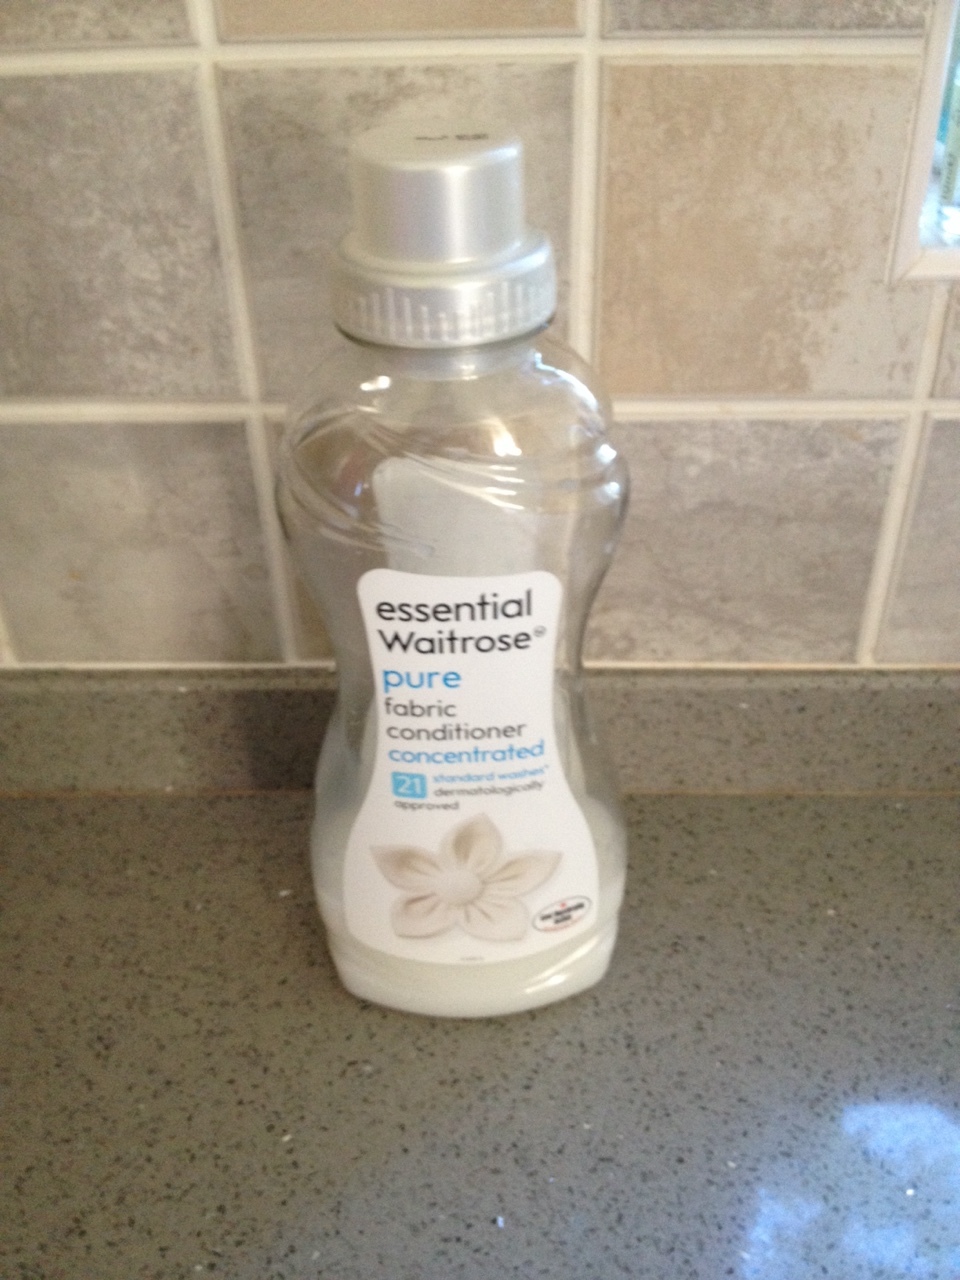 essential
Waitrose
pure
fabric
conditioner
concentrated
21 standard washes*
dermatologically
approved